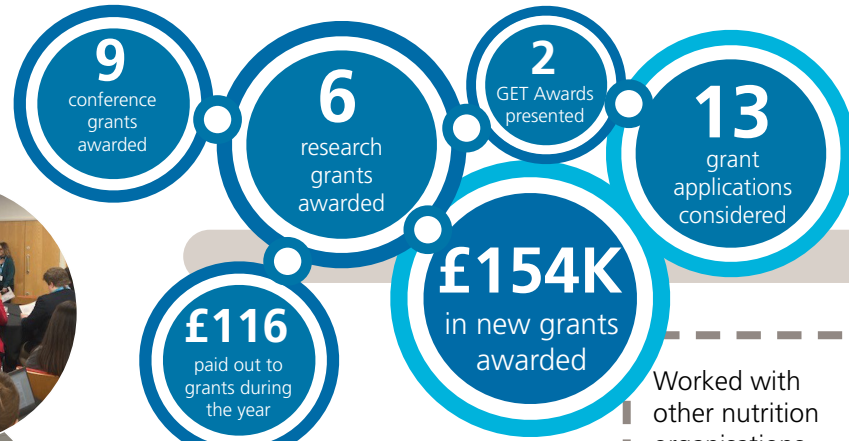 9
conference
grants
awarded
6
research
grants
awarded
2
GET Awards
presented
13
grant
applications
considered
£116
paid out to
grants during
the year
£154K
in new grants
awarded
Worked with
other nutrition
organisations